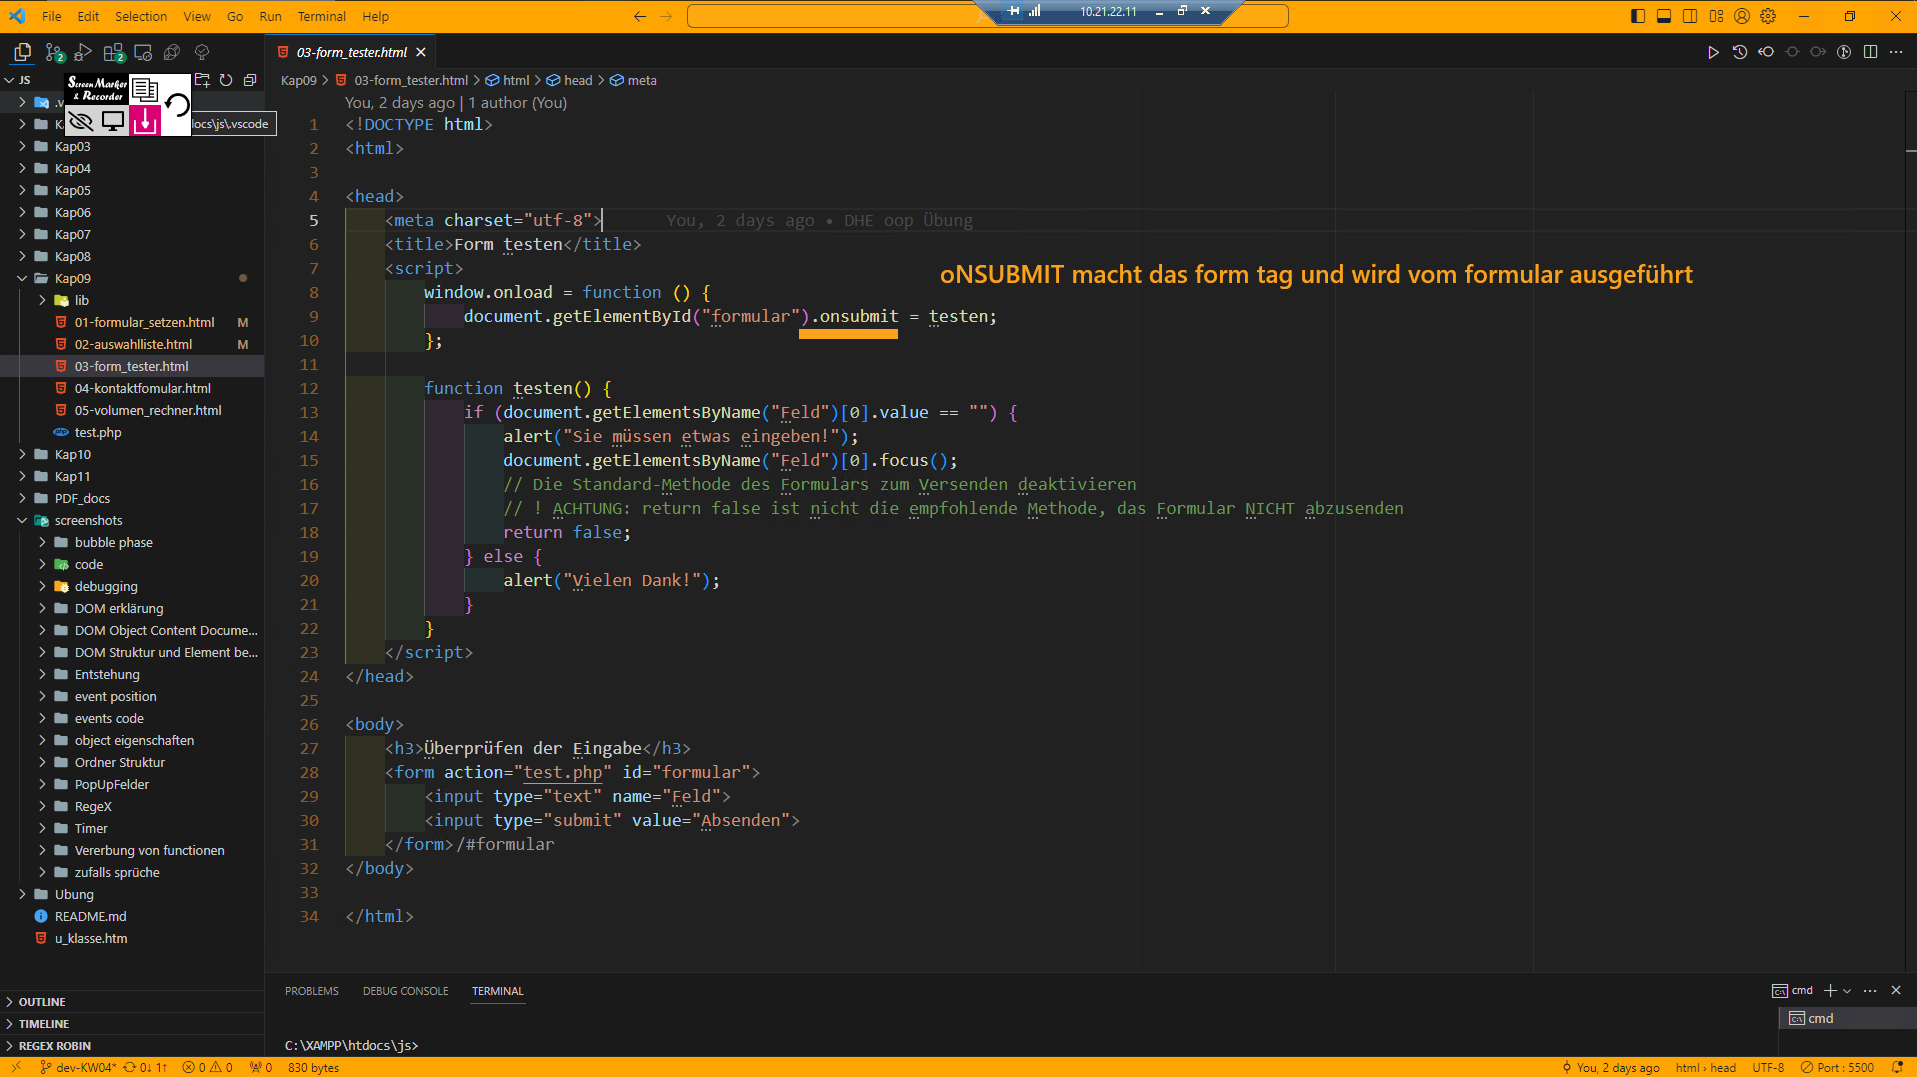 File Edit Selection View Go Run Terminal Help
10.21.22.11
2 2
03-form_tester.html
JS
Screen Marker & Recorder
Kap09 > 03-form_tester.html > html > head > meta
locs\js\.vscode
Kap03
Kap04
Kap05
Kap06
Kap07
Kap08
Kap09
lib
01-formular_setzen.html M
02-auswahlliste.html M
03-form_tester.html
04-kontaktfomular.html
05-volumen_rechner.html
test.php
Kap10
Kap11
PDF_docs
screenshots
bubble phase
code
debugging
DOM erklärung
DOM Object Content Docume...
DOM Struktur und Element be...
Entstehung
event position
events code
object eigenschaften
Ordner Struktur
PopUpFelder
RegeX
Timer
Vererbung von functionen
zufalls sprüche
Ubung
README.md
u_klasse.htm
OUTLINE
TIMELINE
REGEX ROBIN
You, 2 days ago | 1 author (You)
1 <!DOCTYPE html>
2 <html>
3
4 <head>
5 <meta charset="utf-8"> You, 2 days ago • DHE oop Übung
6 <title>Form testen</title>
7 <script>
oNSUBMIT macht das form tag und wird vom formular ausgeführt
8 window.onload = function () {
9 document.getElementById("formular").onsubmit = testen;
10 };
11
12 function testen() {
13 if (document.getElementsByName("Feld")[0].value == "") {
14 alert("Sie müssen etwas eingeben!");
15 document.getElementsByName("Feld")[0].focus();
16 // Die Standard-Methode des Formulars zum Versenden deaktivieren
17 // ! ACHTUNG: return false ist nicht die empfohlende Methode, das Formular NICHT abzusenden
18 return false;
19 } else {
20 alert("Vielen Dank!");
21 }
22 }
23 </script>
24 </head>
25
26 <body>
27 <h3>Überprüfen der Eingabe</h3>
28 <form action="test.php" id="formular">
29 <input type="text" name="Feld">
30 <input type="submit" value="Absenden">
31 </form>/#formular
32 </body>
33
34 </html>
PROBLEMS DEBUG CONSOLE TERMINAL
cmd
cmd
C:\XAMPP\htdocs\js>
dev-KW04* 0↓ 1↑ 0 0 0 830 bytes
You, 2 days ago html › head UTF-8 Port : 5500